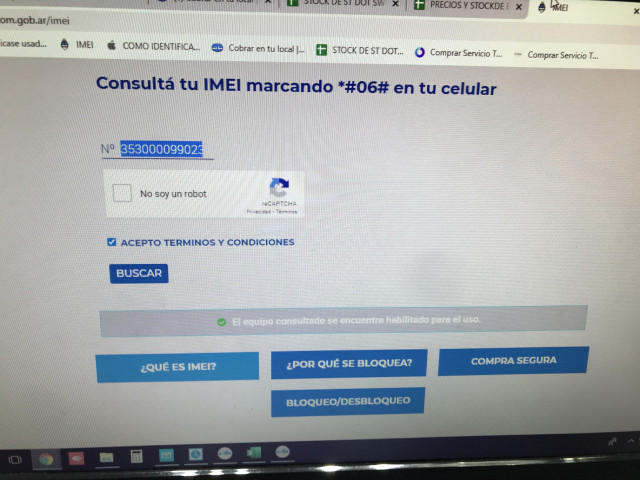 STOCK DE ST DOT SW
PRECIOS Y STOCKDE E
IMEI
om.gob.ar/imei
icase usad...
IMEI
COMO IDENTIFICA...
Cobrar en tu local |...
STOCK DE ST DOT...
Comprar Servicio T...
Comprar Servicio T...
Consultá tu IMEI marcando *#06# en tu celular
Nº 353000099023
No soy un robot
reCAPTCHA
Privacidad - Términos
ACEPTO TERMINOS Y CONDICIONES
BUSCAR
El equipo consultado se encuentra habilitado para el uso.
¿QUÉ ES IMEI?
¿POR QUÉ SE BLOQUEA?
COMPRA SEGURA
BLOQUEO/DESBLOQUEO